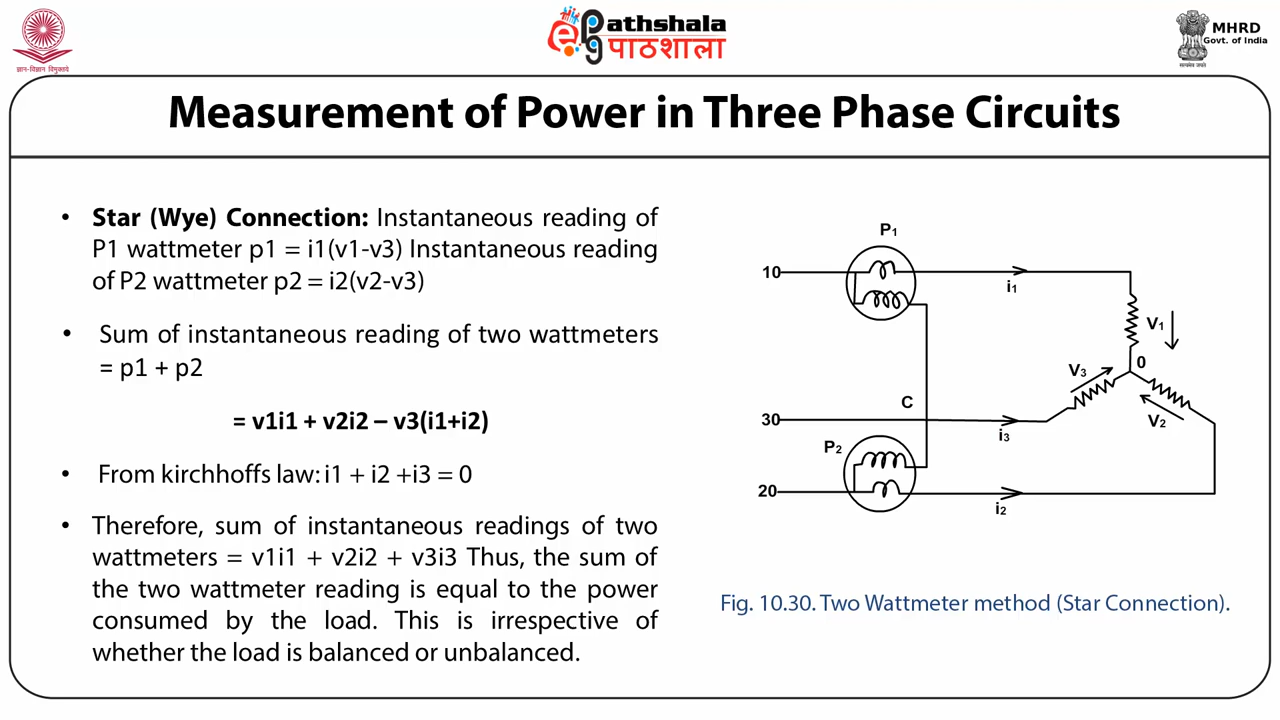 ज्ञान-विज्ञान विमुक्तये
ePathshala
पाठशाला
सत्यमेव जयते
MHRD
Govt. of India
Measurement of Power in Three Phase Circuits
• Star (Wye) Connection: Instantaneous reading of
P1 wattmeter p1 = i1(v1-v3) Instantaneous reading
of P2 wattmeter p2 = i2(v2-v3)
• Sum of instantaneous reading of two wattmeters
= p1 + p2
= v1i1 + v2i2 – v3(i1+i2)
• From kirchhoffs law: i1 + i2 +i3 = 0
• Therefore, sum of instantaneous readings of two
wattmeters = v1i1 + v2i2 + v3i3 Thus, the sum of
the two wattmeter reading is equal to the power
consumed by the load. This is irrespective of
whether the load is balanced or unbalanced.
P1
10
i1
V1
0
V3
C
30
i3
V2
P2
20
i2
Fig. 10.30. Two Wattmeter method (Star Connection).